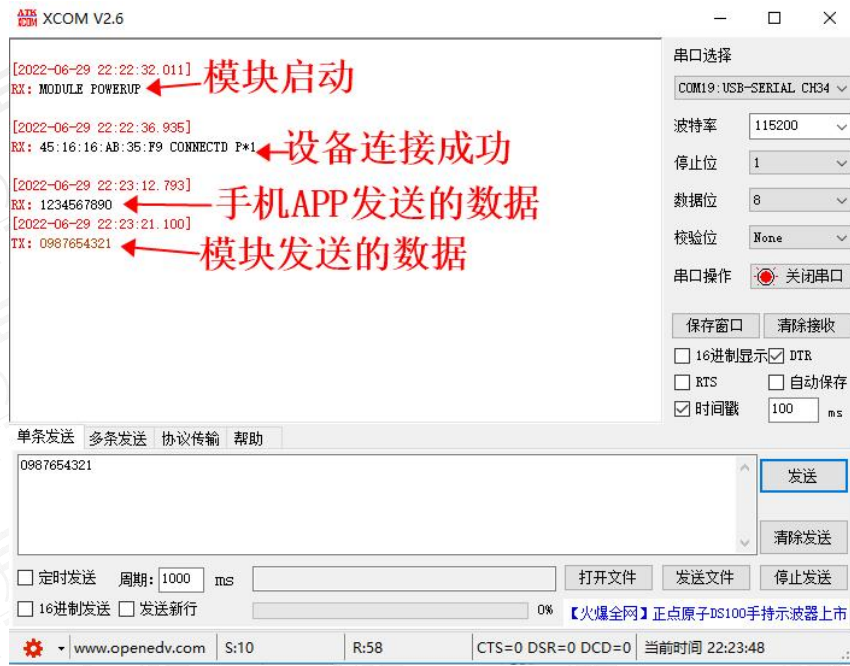 ATK XCOM XCOM V2.6
[2022-06-29 22:22:32.011]
RX: MODULE POWERUP
模块启动
[2022-06-29 22:22:36.935]
RX: 45:16:16:AB:35:F9 CONNECTD P*1
设备连接成功
[2022-06-29 22:23:12.793]
RX: 1234567890
手机APP发送的数据
[2022-06-29 22:23:21.100]
TX: 0987654321
模块发送的数据
串口选择
COM19:USB-SERIAL CH34
波特率 115200
停止位 1
数据位 8
校验位 None
串口操作 关闭串口
保存窗口 清除接收
16进制显示 DTR
RTS 自动保存
时间戳 100 ms
单条发送 多条发送 协议传输 帮助
0987654321
发送
清除发送
定时发送 周期: 1000 ms 打开文件 发送文件 停止发送
16进制发送 发送新行 0% 【火爆全网】正点原子DS100手持示波器上市
www.openedv.com S:10 R:58 CTS=0 DSR=0 DCD=0 当前时间 22:23:48